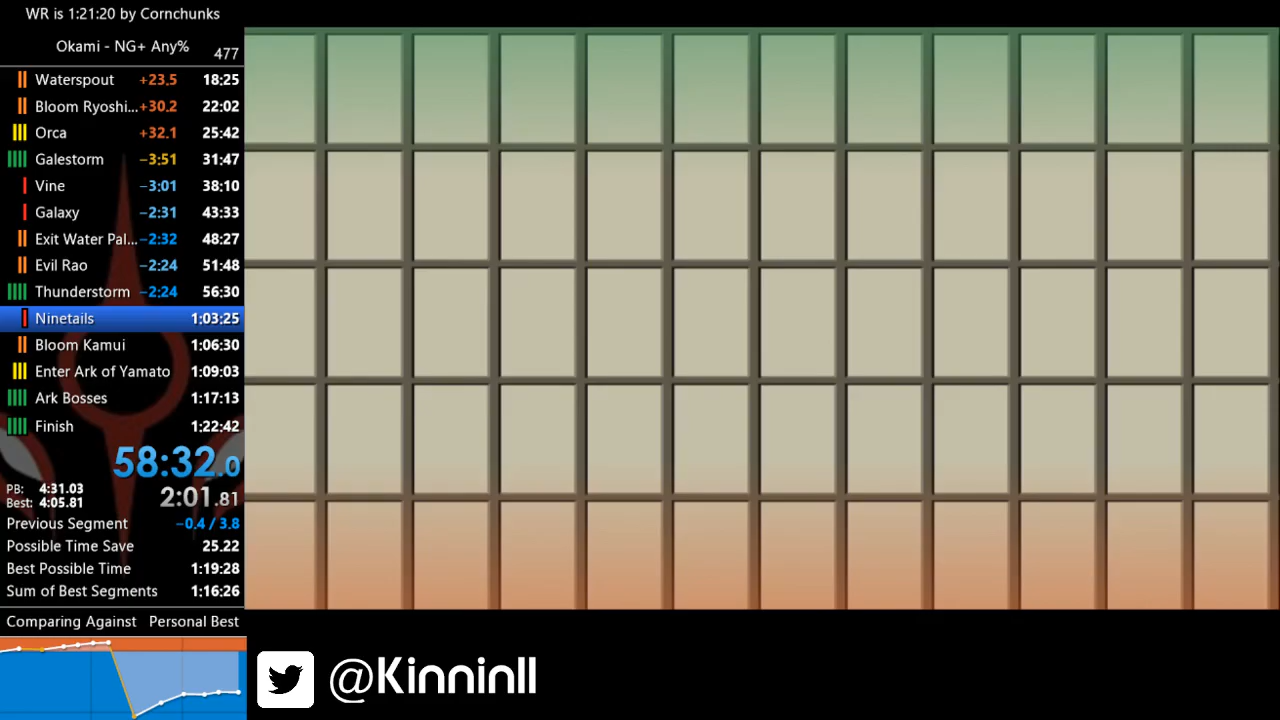 WR is 1:21:20 by Cornchunks
Okami - NG+ Any% 477
Waterspout +23.5 18:25
Bloom Ryoshi... +30.2 22:02
Orca +32.1 25:42
Galestorm −3:51 31:47
Vine −3:01 38:10
Galaxy −2:31 43:33
Exit Water Pal... −2:32 48:27
Evil Rao −2:24 51:48
Thunderstorm −2:24 56:30
Ninetails 1:03:25
Bloom Kamui 1:06:30
Enter Ark of Yamato 1:09:03
Ark Bosses 1:17:13
Finish 1:22:42
58:32.0
PB: 4:31.03
Best: 4:05.81
2:01.81
Previous Segment −0.4 / 3.8
Possible Time Save 25.22
Best Possible Time 1:19:28
Sum of Best Segments 1:16:26
Comparing Against Personal Best
@Kinninll